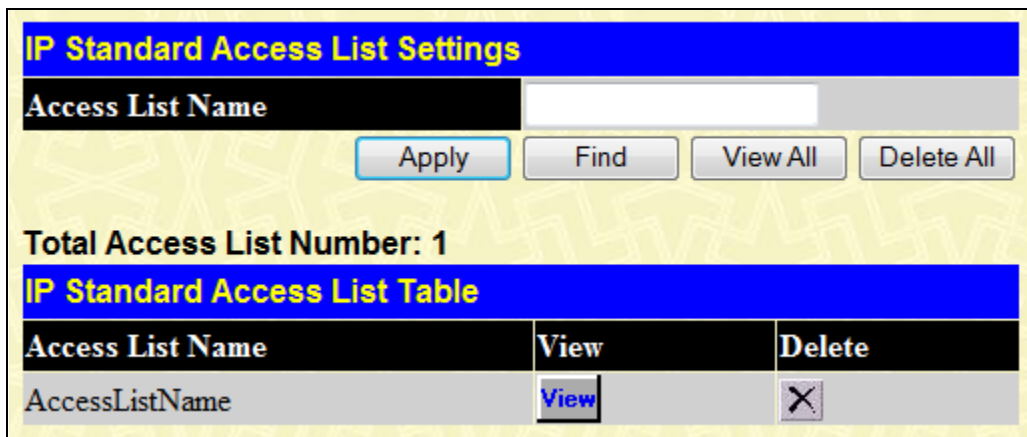 IP Standard Access List Settings
Access List Name
Apply Find View All Delete All
Total Access List Number: 1
IP Standard Access List Table
Access List Name View Delete
AccessListName View